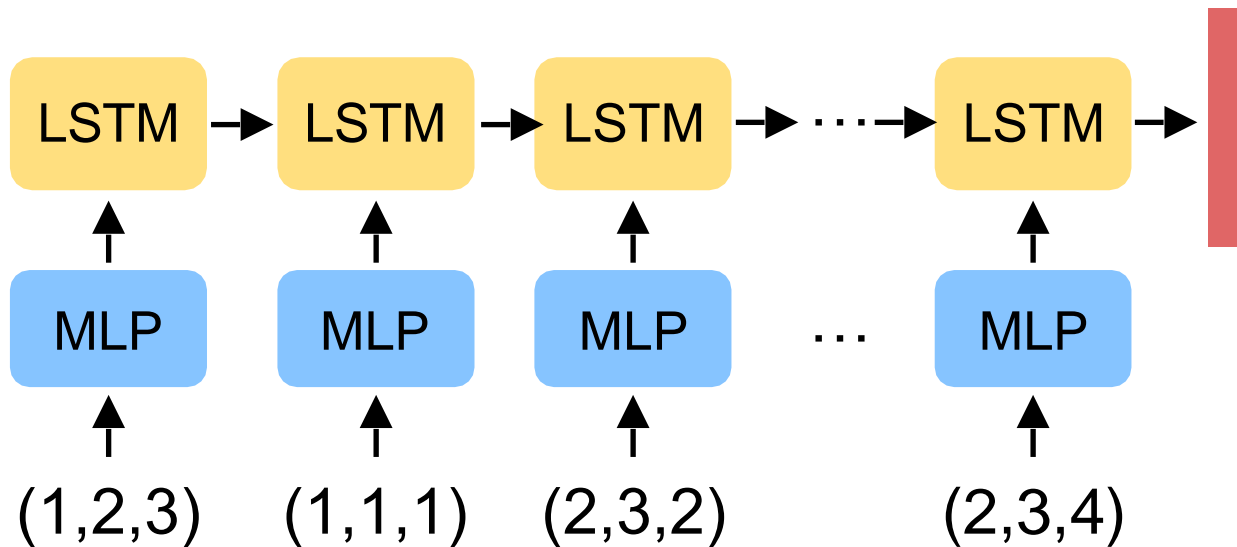 LSTM LSTM LSTM ... LSTM
MLP MLP MLP ... MLP
(1,2,3) (1,1,1) (2,3,2) (2,3,4)